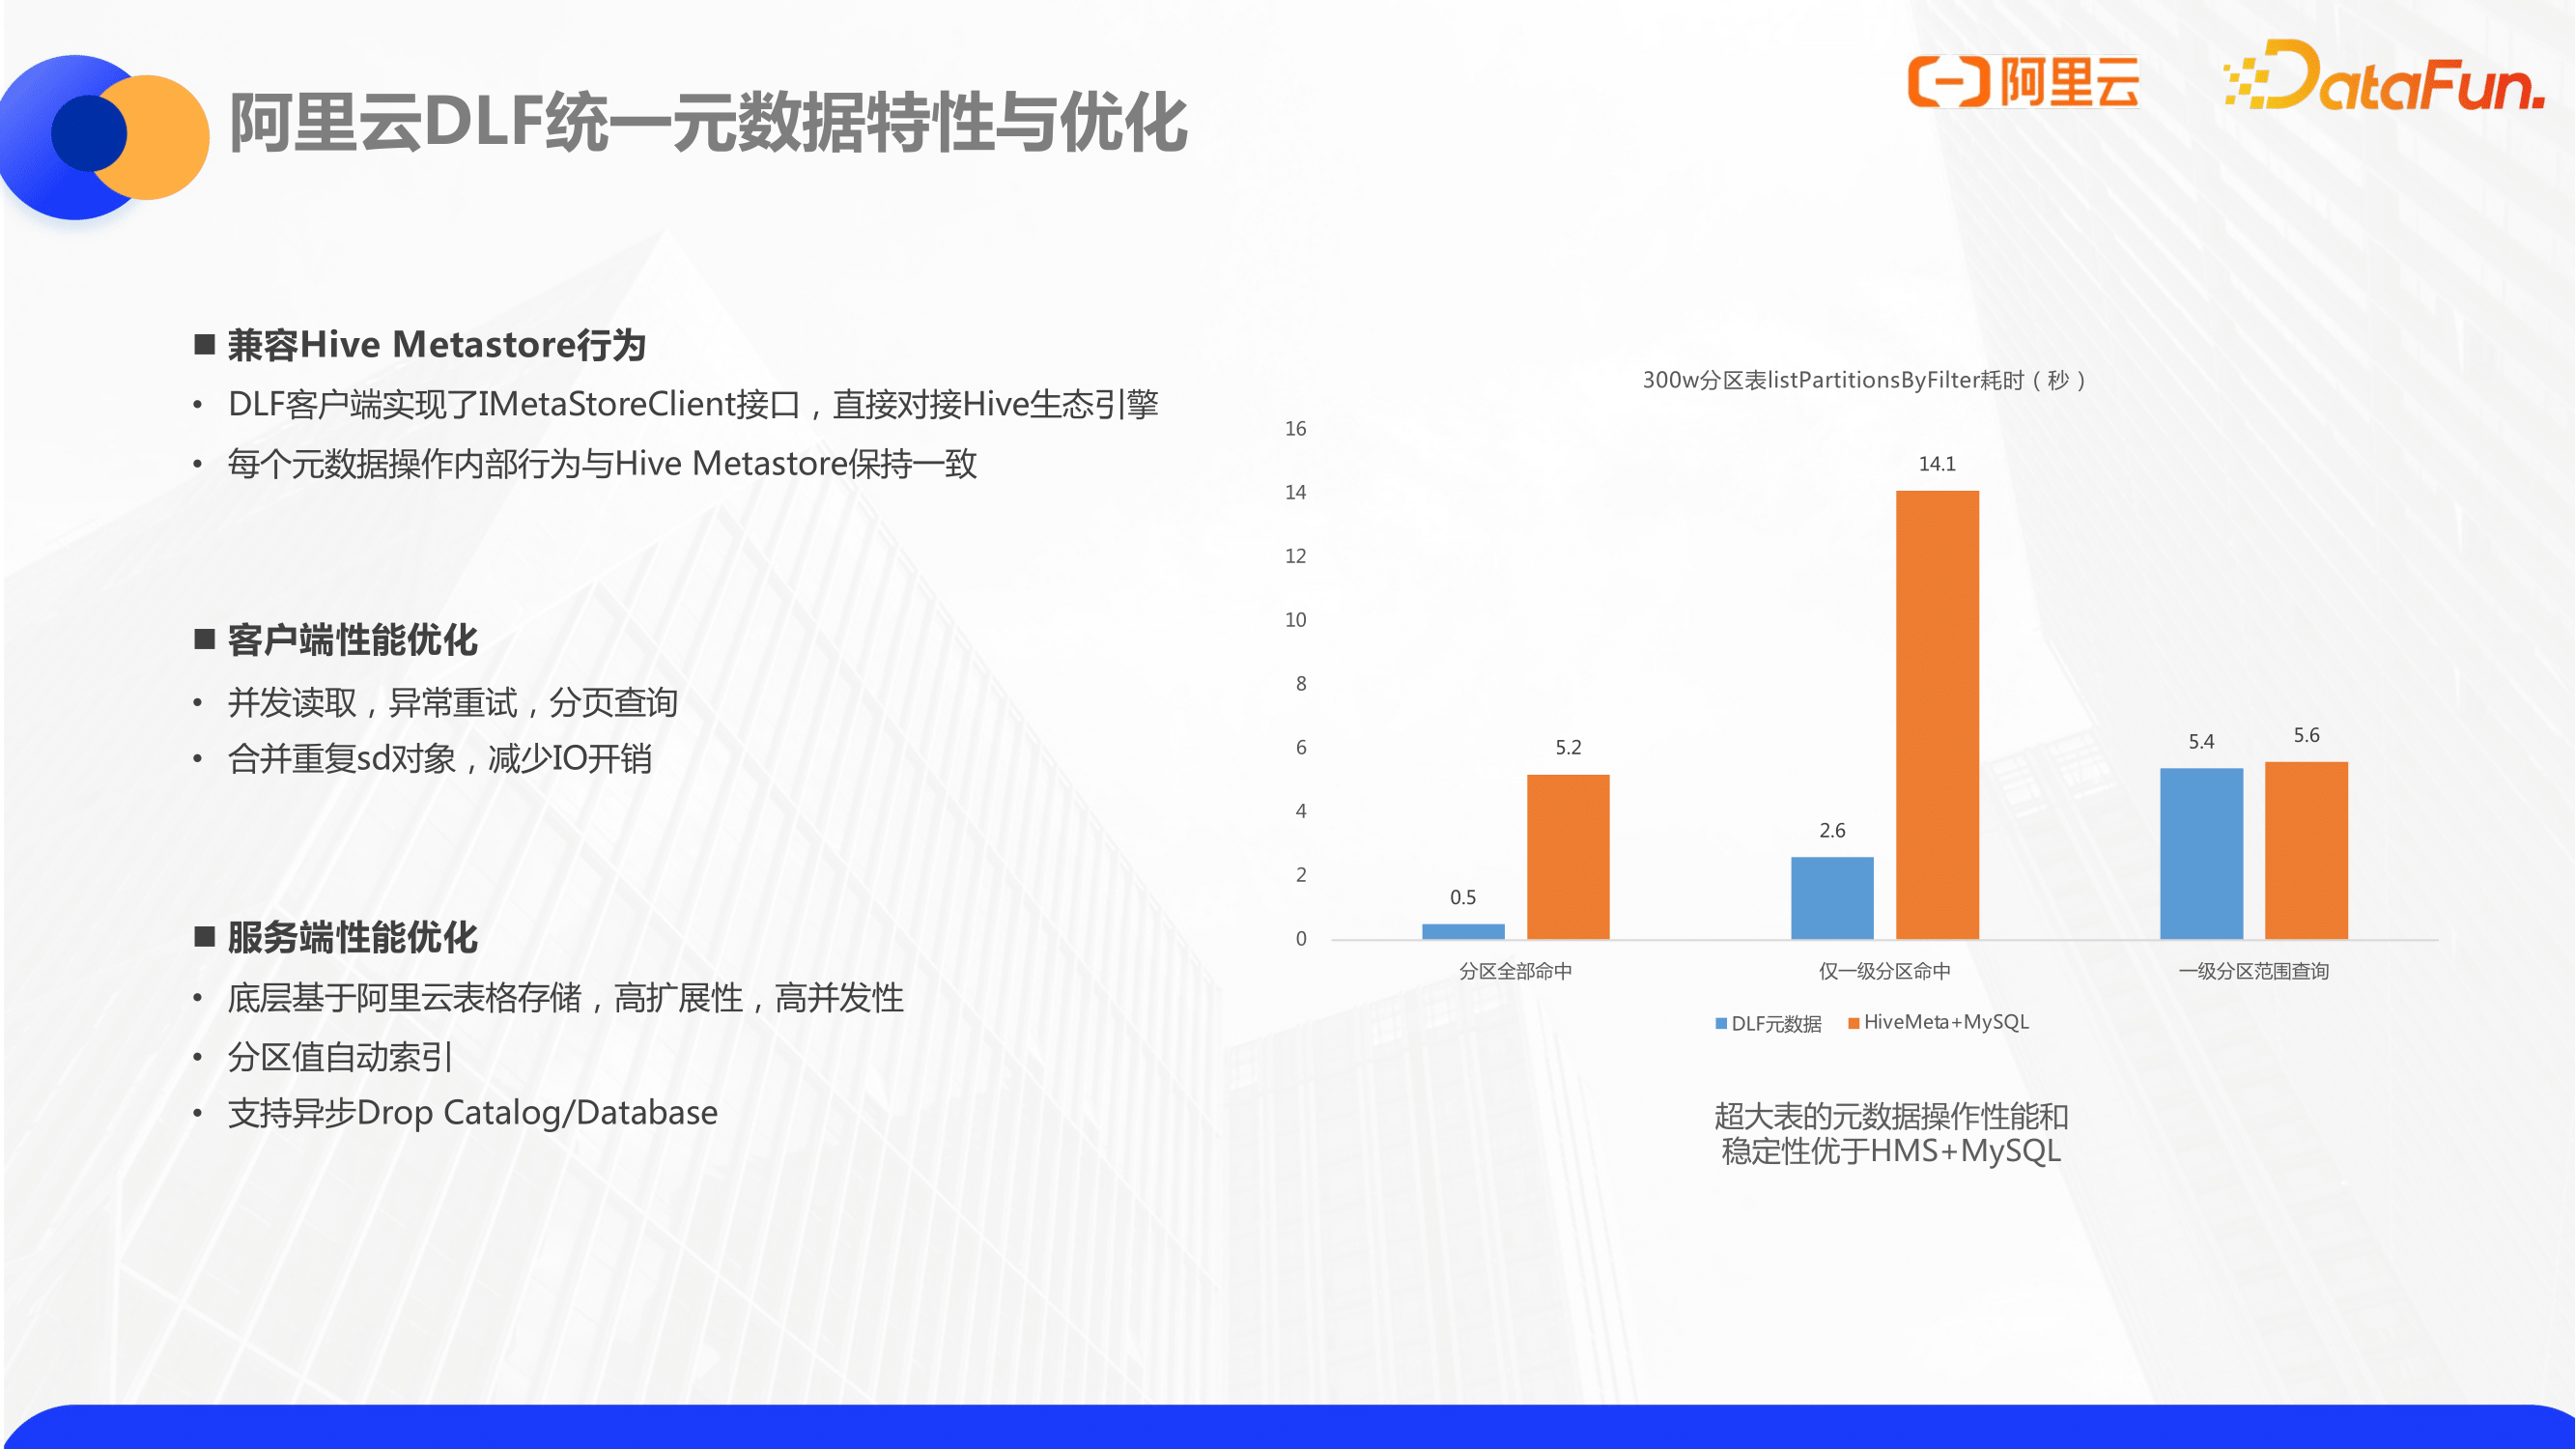 阿里云DLF统一元数据特性与优化
阿里云
DataFun.
■ 兼容Hive Metastore行为
• DLF客户端实现了IMetaStoreClient接口，直接对接Hive生态引擎
• 每个元数据操作内部行为与Hive Metastore保持一致
■ 客户端性能优化
• 并发读取，异常重试，分页查询
• 合并重复sd对象，减少IO开销
■ 服务端性能优化
• 底层基于阿里云表格存储，高扩展性，高并发性
• 分区值自动索引
• 支持异步Drop Catalog/Database
300w分区表listPartitionsByFilter耗时（秒）
16
14
12
10
8
6
4
2
0
0.5
5.2
2.6
14.1
5.4
5.6
分区全部命中
仅一级分区命中
一级分区范围查询
DLF元数据
HiveMeta+MySQL
超大表的元数据操作性能和
稳定性优于HMS+MySQL